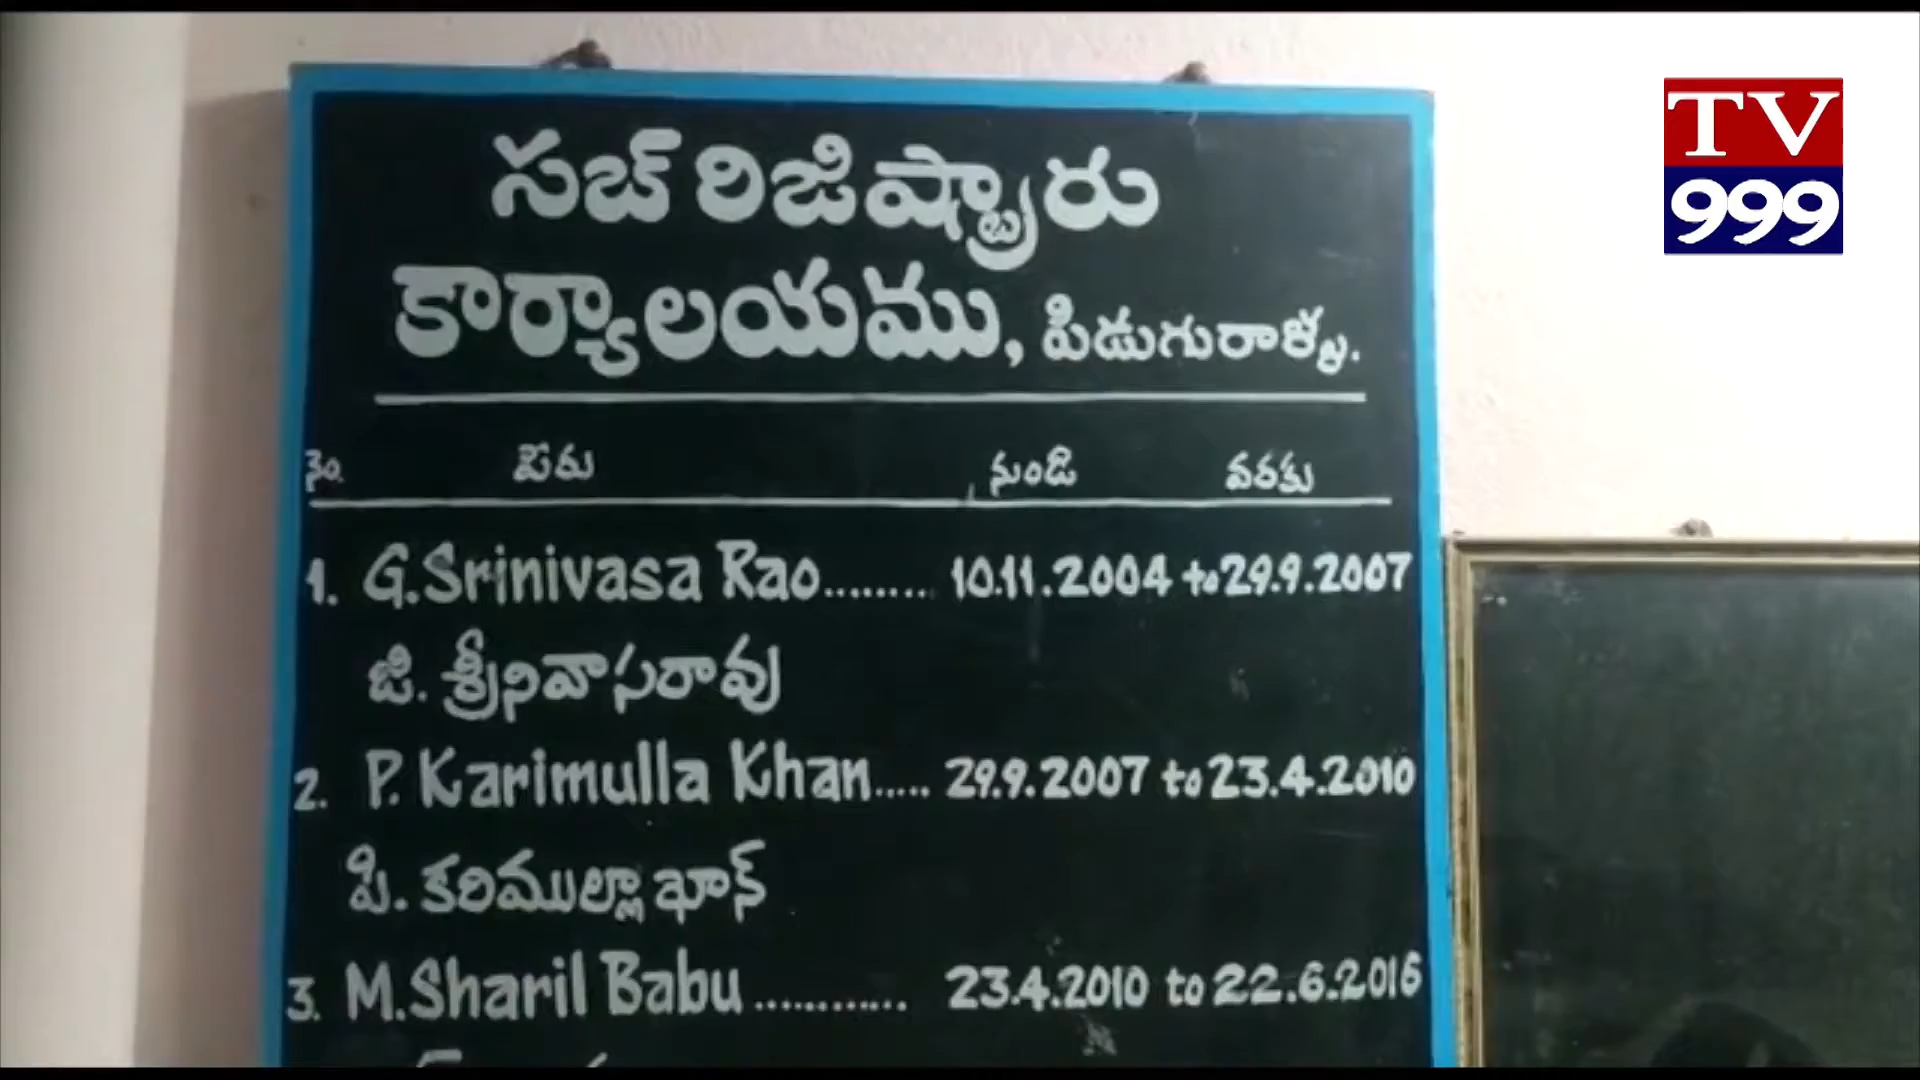 TV
999
సబ్ రిజిష్ట్రారు
కార్యాలయము, పిడుగురాళ్ళ.
నెం. పేరు నుండి వరకు
1. G.Srinivasa Rao........ 10.11.2004 to 29.9.2007
జి. శ్రీనివాసరావు
2. P. Karimulla Khan..... 29.9.2007 to 23.4.2010
పి. కరిముల్లా ఖాన్
3. M.Sharil Babu............ 23.4.2010 to 22.6.2016